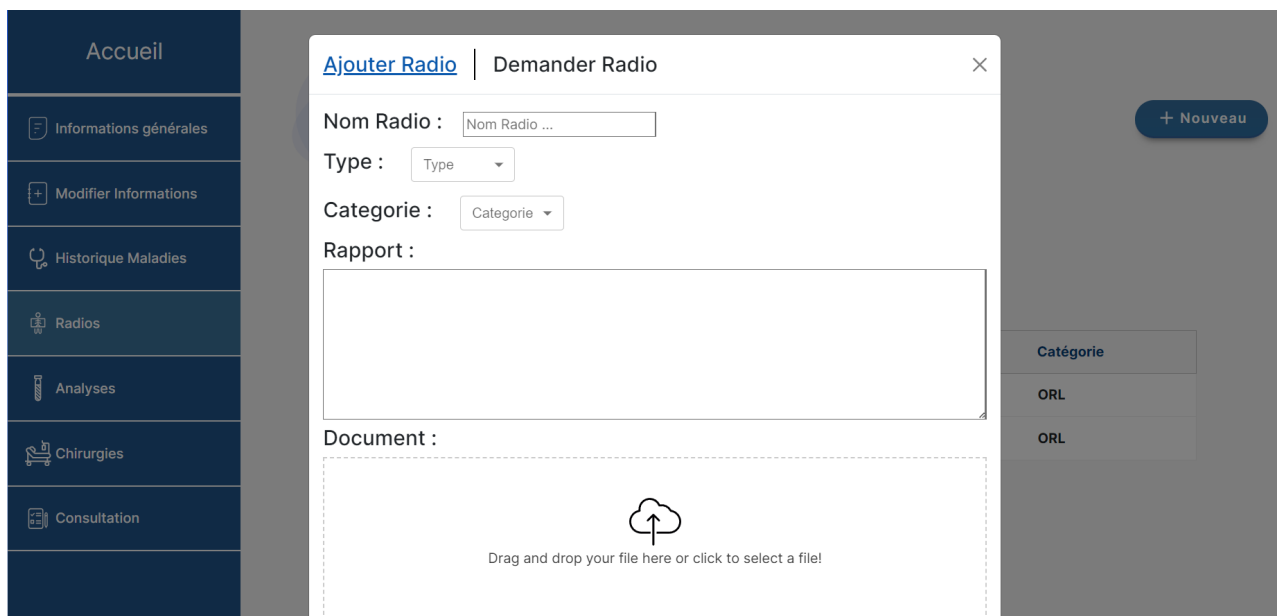 Accueil
Informations générales
Modifier Informations
Historique Maladies
Radios
Analyses
Chirurgies
Consultation
Ajouter Radio
Demander Radio
Nom Radio :
Nom Radio ...
Type :
Type
Categorie :
Categorie
Rapport :
Document :
Drag and drop your file here or click to select a file!
+ Nouveau
Catégorie
ORL
ORL